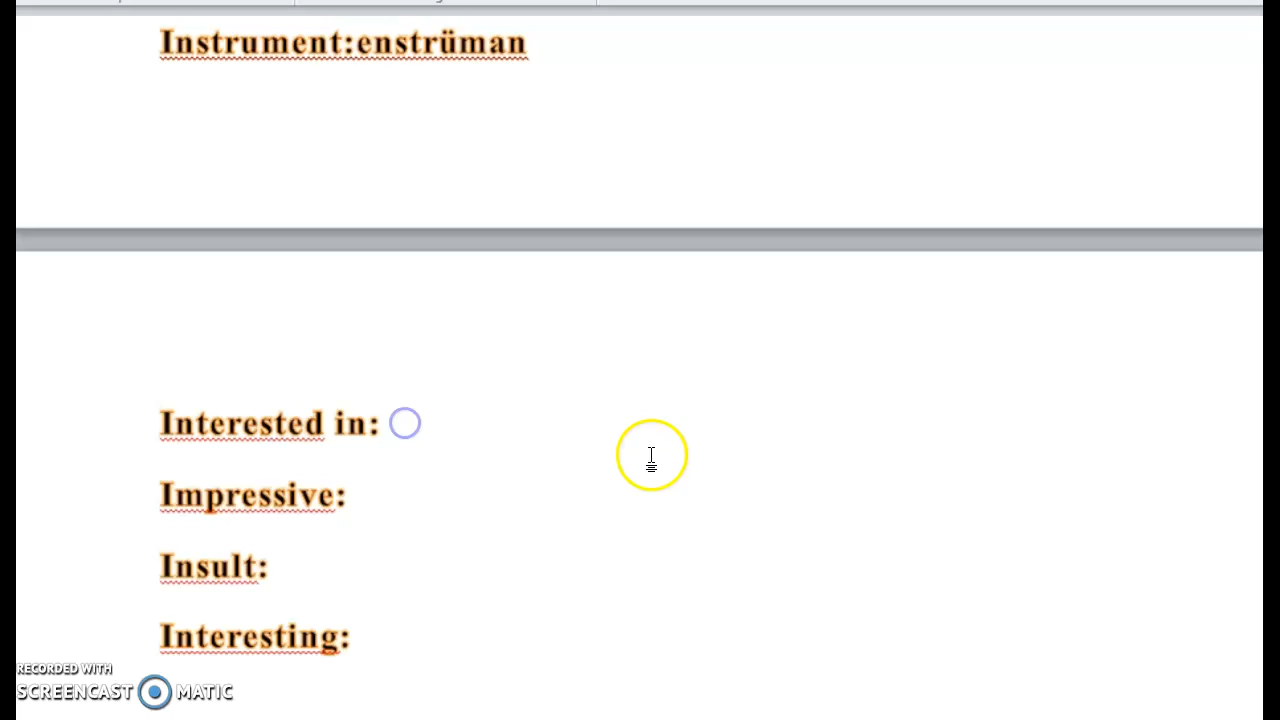 Instrument:enstrüman
Interested in:
Impressive:
Insult:
Interesting:
RECORDED WITH
SCREENCAST MATIC